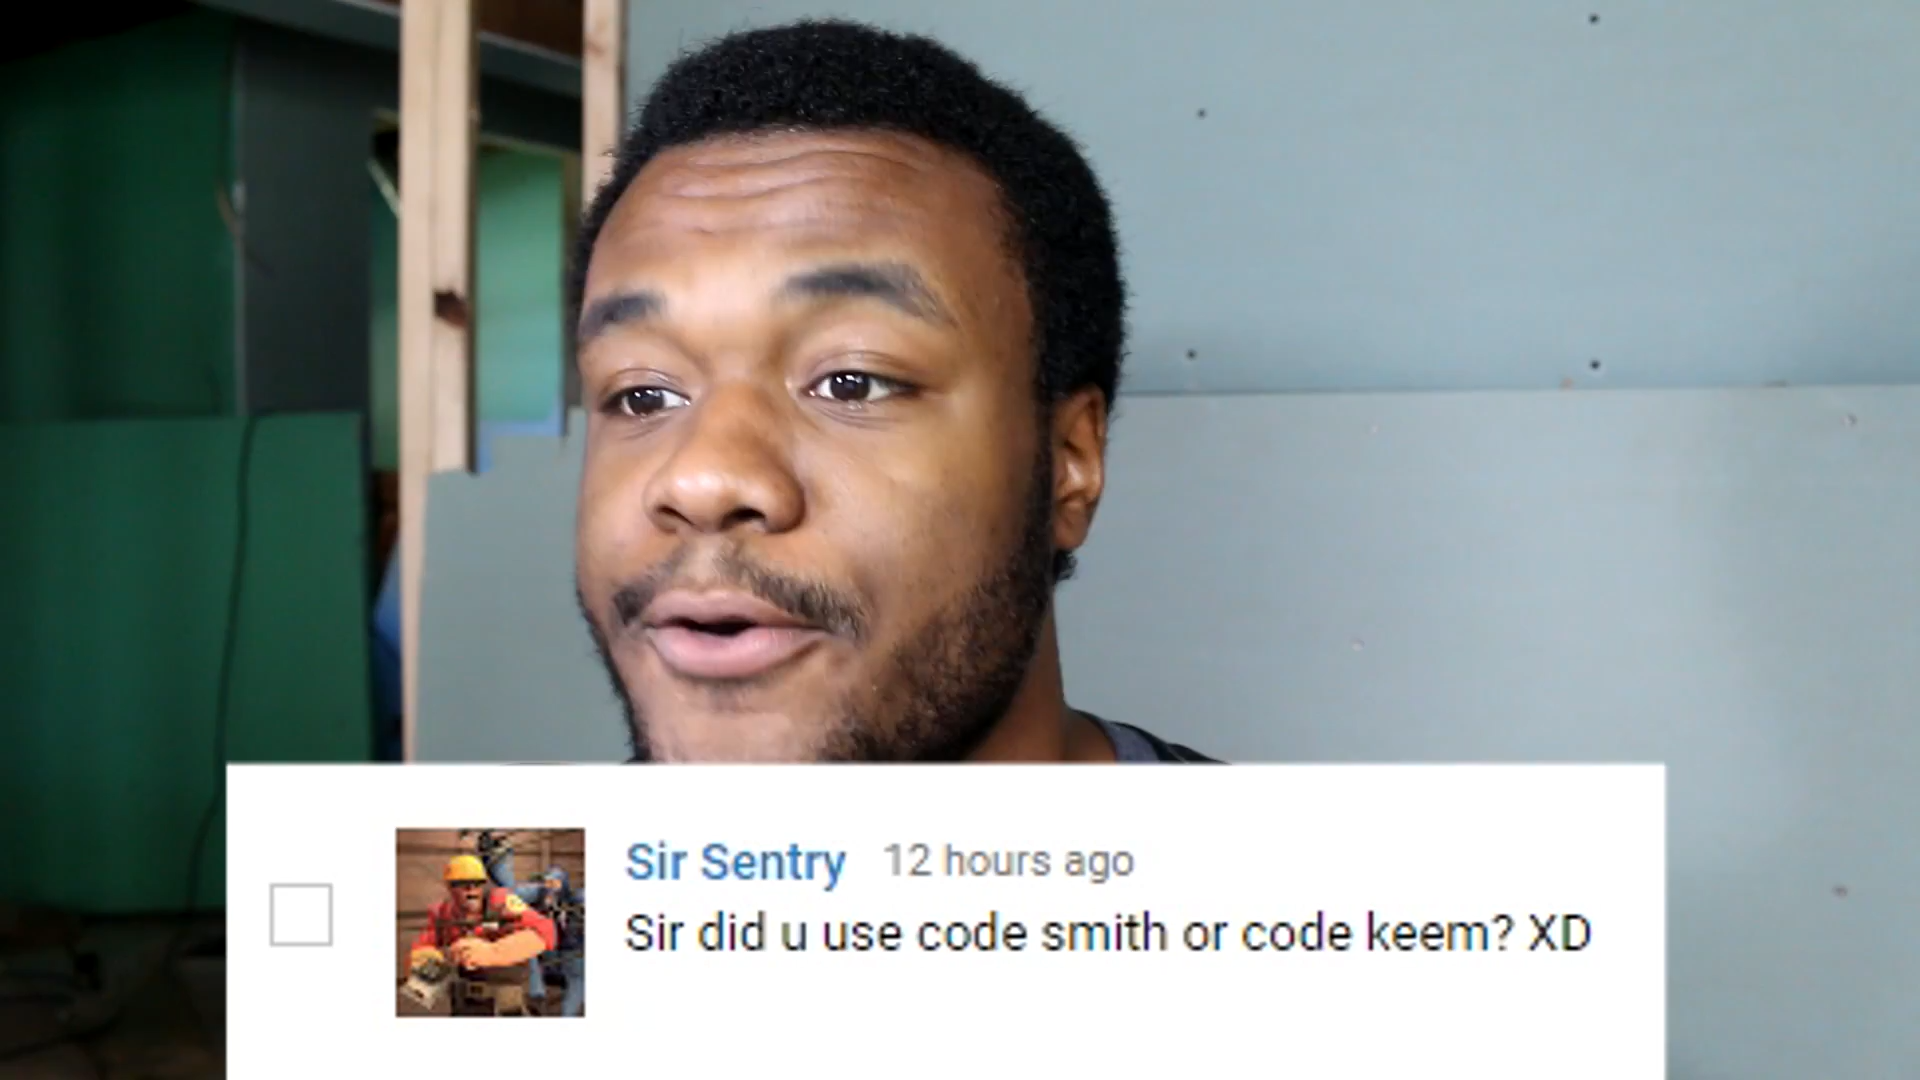 Sir Sentry 12 hours ago
Sir did u use code smith or code keem? XD